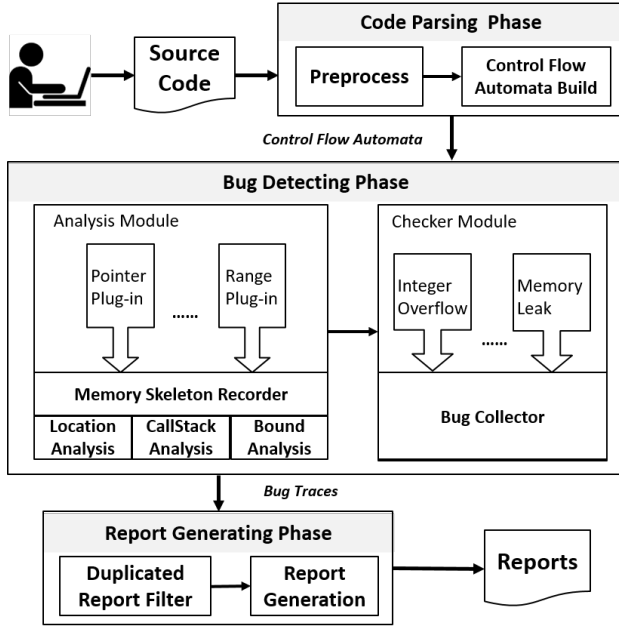 Code Parsing Phase
Source
Code
Preprocess
Control Flow
Automata Build
Control Flow Automata
Bug Detecting Phase
Analysis Module
Pointer
Plug-in
......
Range
Plug-in
Memory Skeleton Recorder
Location
Analysis
CallStack
Analysis
Bound
Analysis
Checker Module
Integer
Overflow
......
Memory
Leak
Bug Collector
Bug Traces
Report Generating Phase
Duplicated
Report Filter
Report
Generation
Reports